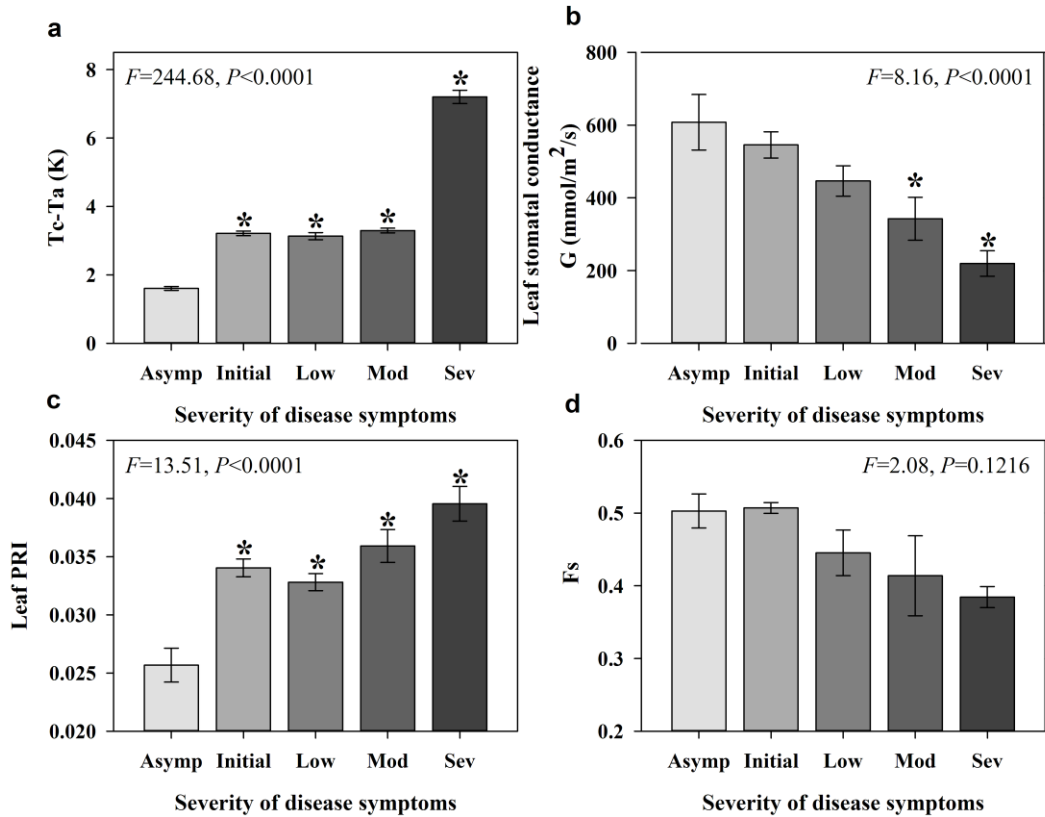 a
F=244.68, P<0.0001
Tc-Ta (K)
8
6
4
2
0
*
*
*
*
Asymp Initial Low Mod Sev
Severity of disease symptoms
b
F=8.16, P<0.0001
Leaf stomatal conductance
G (mmol/m²/s)
800
600
400
200
0
*
*
Asymp Initial Low Mod Sev
Severity of disease symptoms
c
F=13.51, P<0.0001
Leaf PRI
0.045
0.040
0.035
0.030
0.025
0.020
*
*
*
*
Asymp Initial Low Mod Sev
Severity of disease symptoms
d
F=2.08, P=0.1216
Fs
0.6
0.5
0.4
0.3
0.2
Asymp Initial Low Mod Sev
Severity of disease symptoms